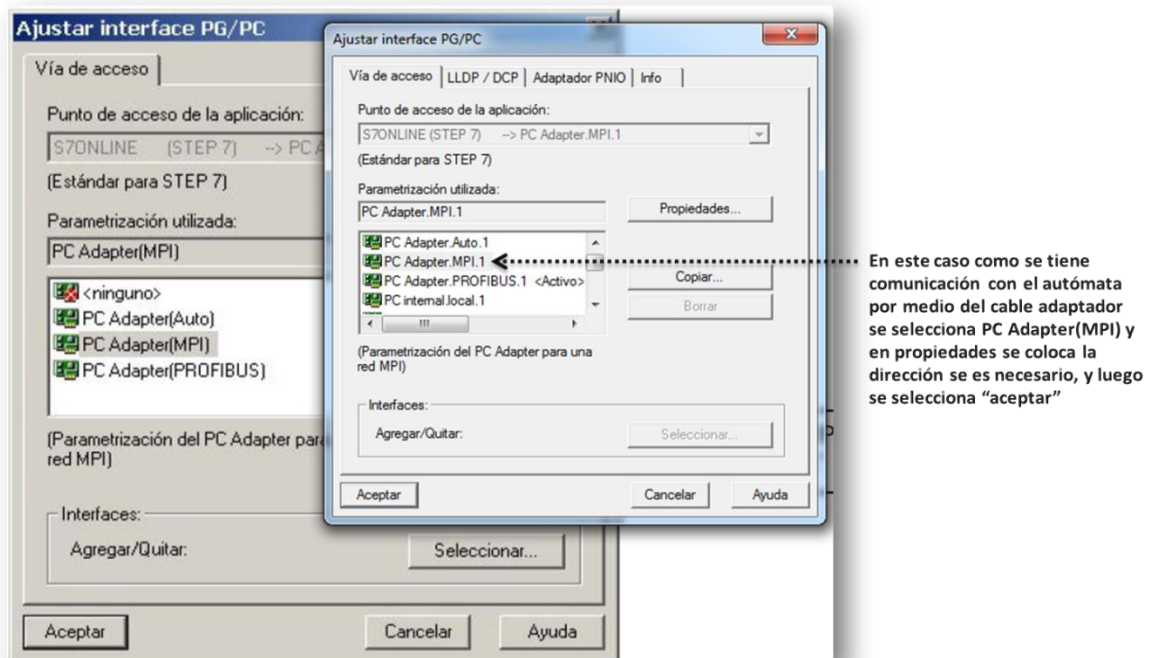 Ajustar interface PG/PC
Vía de acceso
Punto de acceso de la aplicación:
S7ONLINE (STEP 7) --> PC A
(Estándar para STEP 7)
Parametrización utilizada:
PC Adapter(MPI)
<ninguno>
PC Adapter(Auto)
PC Adapter(MPI)
PC Adapter(PROFIBUS)
(Parametrización del PC Adapter para
red MPI)
Interfaces:
Agregar/Quitar:
Seleccionar...
Aceptar
Cancelar
Ayuda
Ajustar interface PG/PC
Vía de acceso
LLDP / DCP
Adaptador PNIO
Info
Punto de acceso de la aplicación:
S7ONLINE (STEP 7) --> PC Adapter.MPI.1
(Estándar para STEP 7)
Parametrización utilizada:
PC Adapter.MPI.1
Propiedades...
PC Adapter.Auto.1
PC Adapter.MPI.1
PC Adapter.PROFIBUS.1 <Activo>
PC internal.local.1
Copiar...
Borrar
(Parametrización del PC Adapter para una
red MPI)
Interfaces:
Agregar/Quitar:
Seleccionar...
Aceptar
Cancelar
Ayuda
En este caso como se tiene
comunicación con el autómata
por medio del cable adaptador
se selecciona PC Adapter(MPI) y
en propiedades se coloca la
dirección se es necesario, y luego
se selecciona “aceptar”